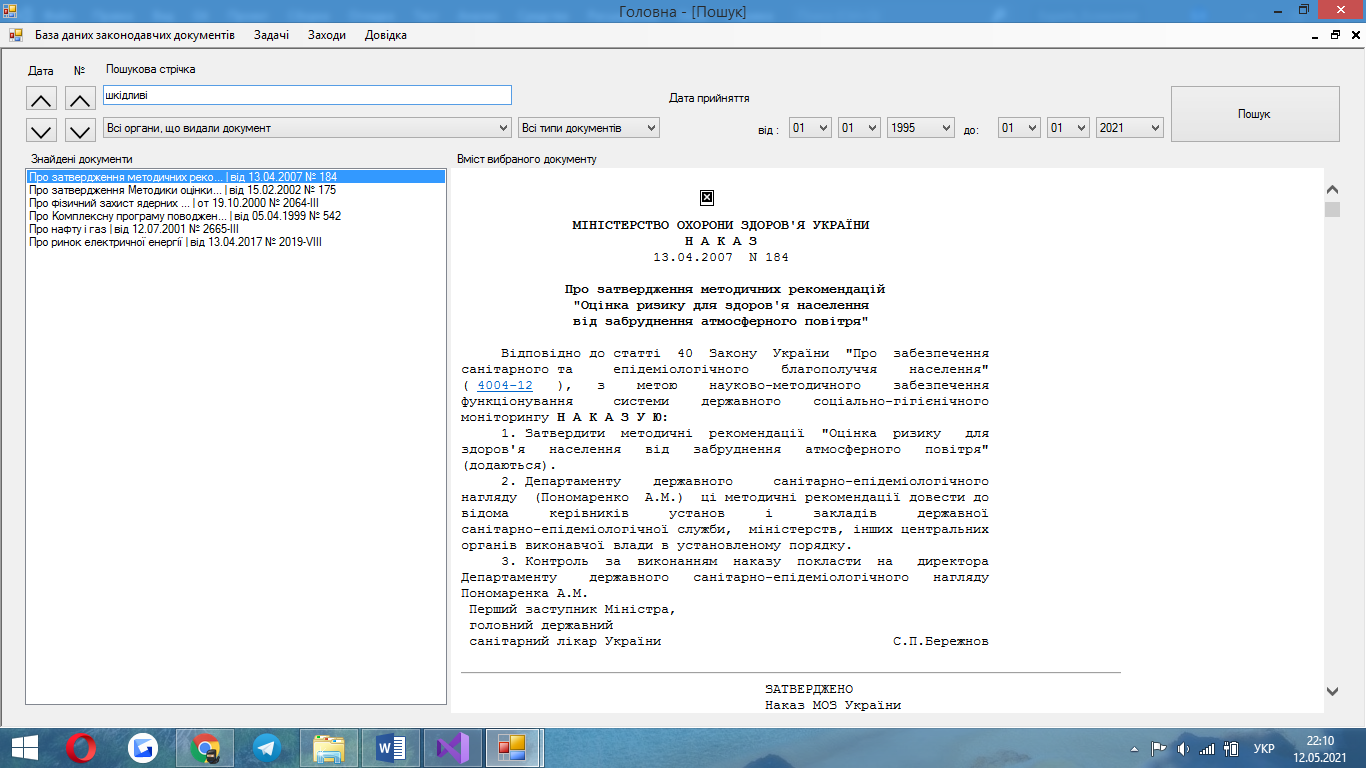 Головна - [Пошук]
База даних законодавчих документів Задачі Заходи Довідка
Дата № Пошукова стрічка
шкідливі
Дата прийняття
Пошук
Всі органи, що видали документ Всі типи документів від : 01 01 1995 до: 01 01 2021
Знайдені документи Вміст вибраного документу
Про затвердження методичних реко... | від 13.04.2007 № 184
Про затвердження Методики оцінки... | від 15.02.2002 № 175
Про фізичний захист ядерних ... | от 19.10.2000 № 2064-III
Про Комплексну програму поводжен... | від 05.04.1999 № 542
Про нафту і газ | від 12.07.2001 № 2665-III
Про ринок електричної енергії | від 13.04.2017 № 2019-VIII
МІНІСТЕРСТВО ОХОРОНИ ЗДОРОВ'Я УКРАЇНИ
Н А К А З
13.04.2007 N 184
Про затвердження методичних рекомендацій
"Оцінка ризику для здоров'я населення
від забруднення атмосферного повітря"
Відповідно до статті 40 Закону України "Про забезпечення
санітарного та епідеміологічного благополуччя населення"
( 4004-12 ), з метою науково-методичного забезпечення
функціонування системи державного соціально-гігієнічного
моніторингу Н А К А З У Ю:
1. Затвердити методичні рекомендації "Оцінка ризику для
здоров'я населення від забруднення атмосферного повітря"
(додаються).
2. Департаменту державного санітарно-епідеміологічного
нагляду (Пономаренко А.М.) ці методичні рекомендації довести до
відома керівників установ і закладів державної
санітарно-епідеміологічної служби, міністерств, інших центральних
органів виконавчої влади в установленому порядку.
3. Контроль за виконанням наказу покласти на директора
Департаменту державного санітарно-епідеміологічного нагляду
Пономаренка А.М.
Перший заступник Міністра,
головний державний
санітарний лікар України С.П.Бережнов
ЗАТВЕРДЖЕНО
Наказ МОЗ України
УКР
22:10
12.05.2021